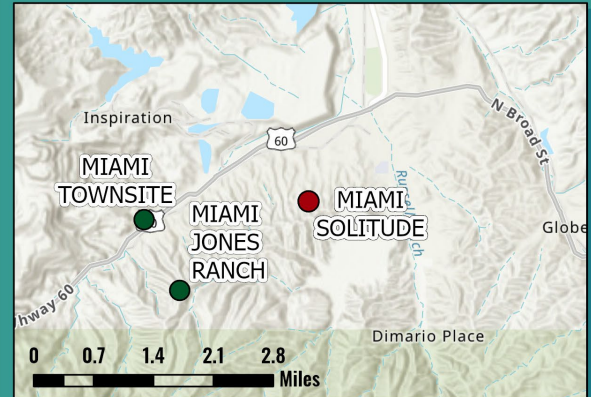 Inspiration
60
N Broad St
MIAMI
TOWNSITE
MIAMI
JONES
RANCH
MIAMI
SOLITUDE
Globe
hway 60
Dimario Place
0 0.7 1.4 2.1 2.8
Miles